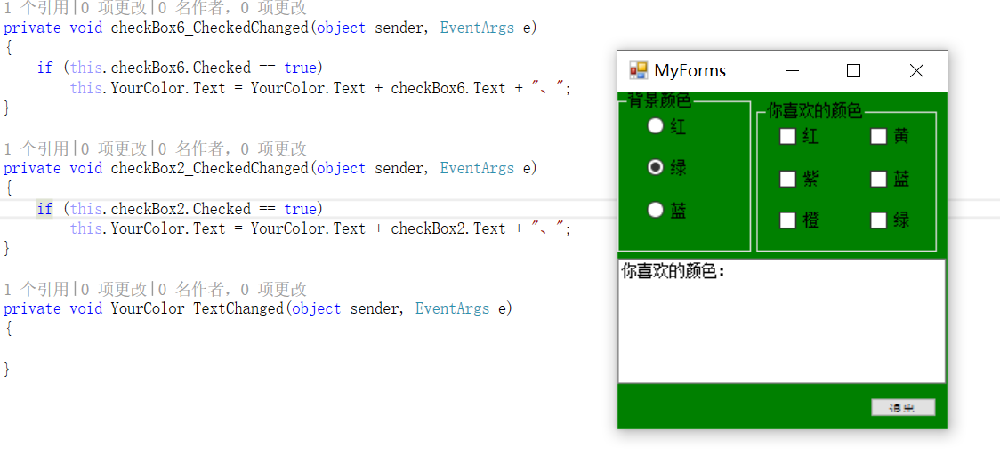 1 个引用|0 项更改|0 名作者, 0 项更改
private void checkBox6_CheckedChanged(object sender, EventArgs e)
{
if (this.checkBox6.Checked == true)
this.YourColor.Text = YourColor.Text + checkBox6.Text + "、";
}
1 个引用|0 项更改|0 名作者, 0 项更改
private void checkBox2_CheckedChanged(object sender, EventArgs e)
{
if (this.checkBox2.Checked == true)
this.YourColor.Text = YourColor.Text + checkBox2.Text + "、";
}
1 个引用|0 项更改|0 名作者, 0 项更改
private void YourColor_TextChanged(object sender, EventArgs e)
{
}
MyForms
背景颜色
红
绿
蓝
你喜欢的颜色
红 黄
紫 蓝
橙 绿
你喜欢的颜色:
退出